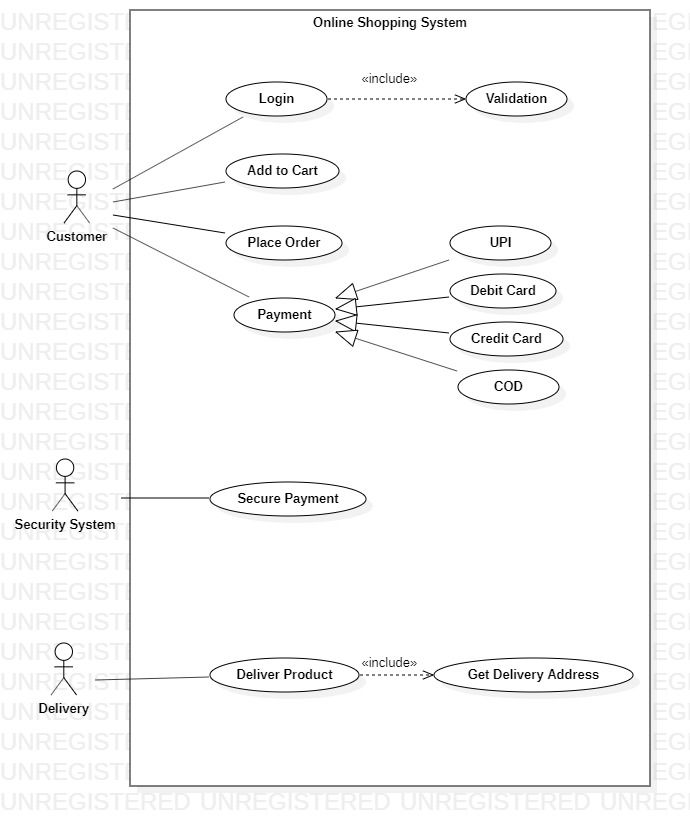 Online Shopping System
Login
«include»
Validation
Add to Cart
Customer
Place Order
UPI
Debit Card
Payment
Credit Card
COD
Security System
Secure Payment
Delivery
Deliver Product
«include»
Get Delivery Address
UNREGISTERED UNREGISTERED UNREGISTERED UNREGISTERED